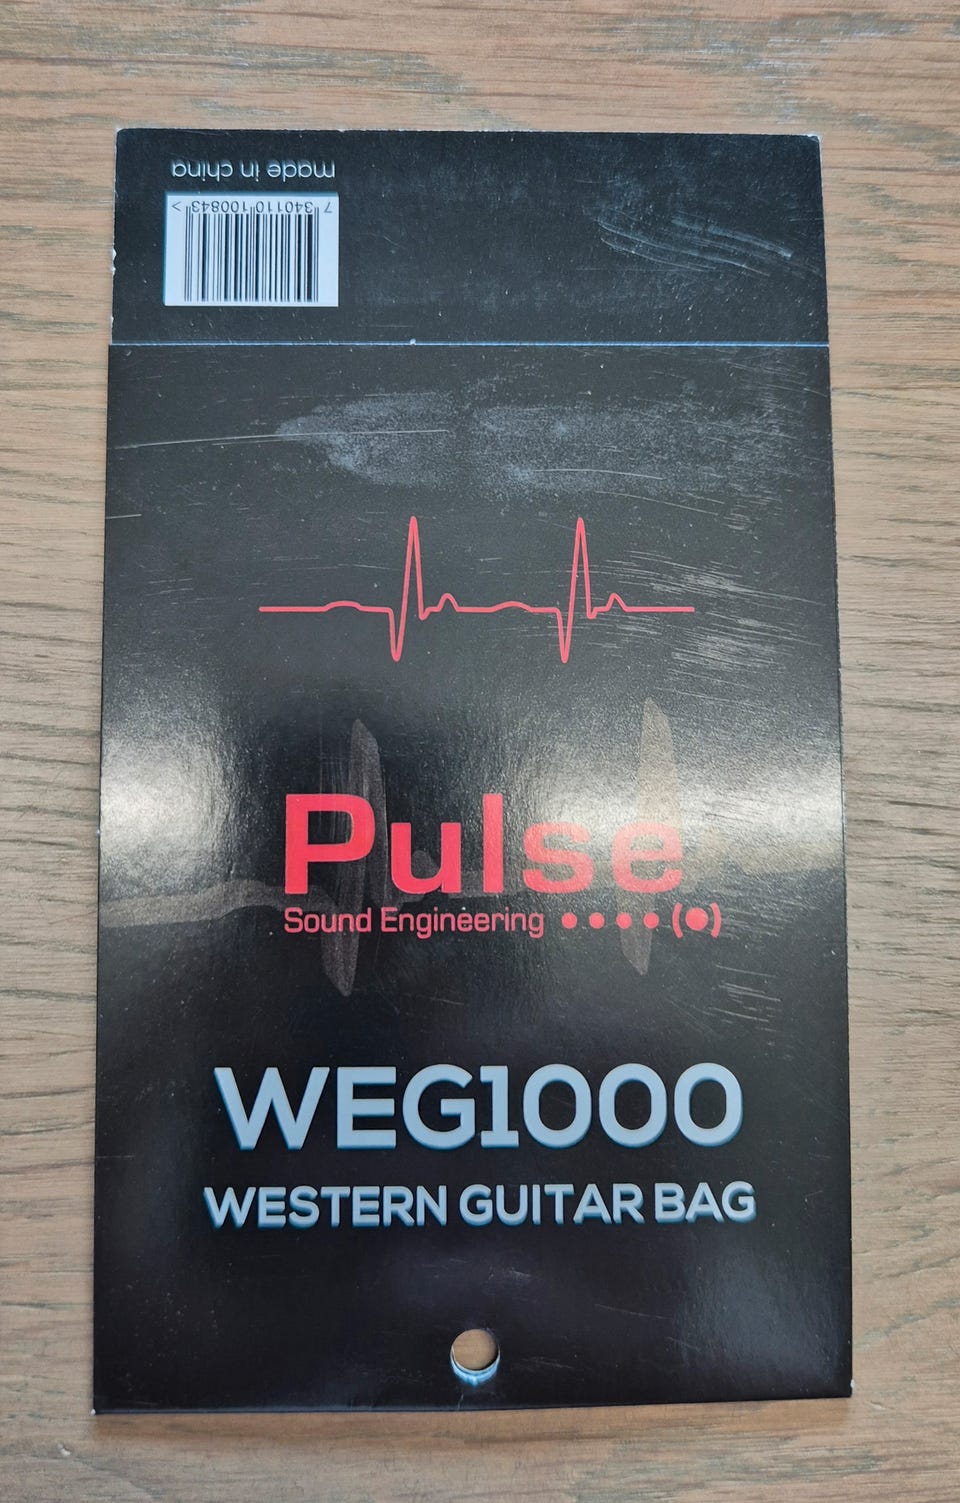 made in china
7 340110 100843 >
Pulse
Sound Engineering
WEG1000
WESTERN GUITAR BAG